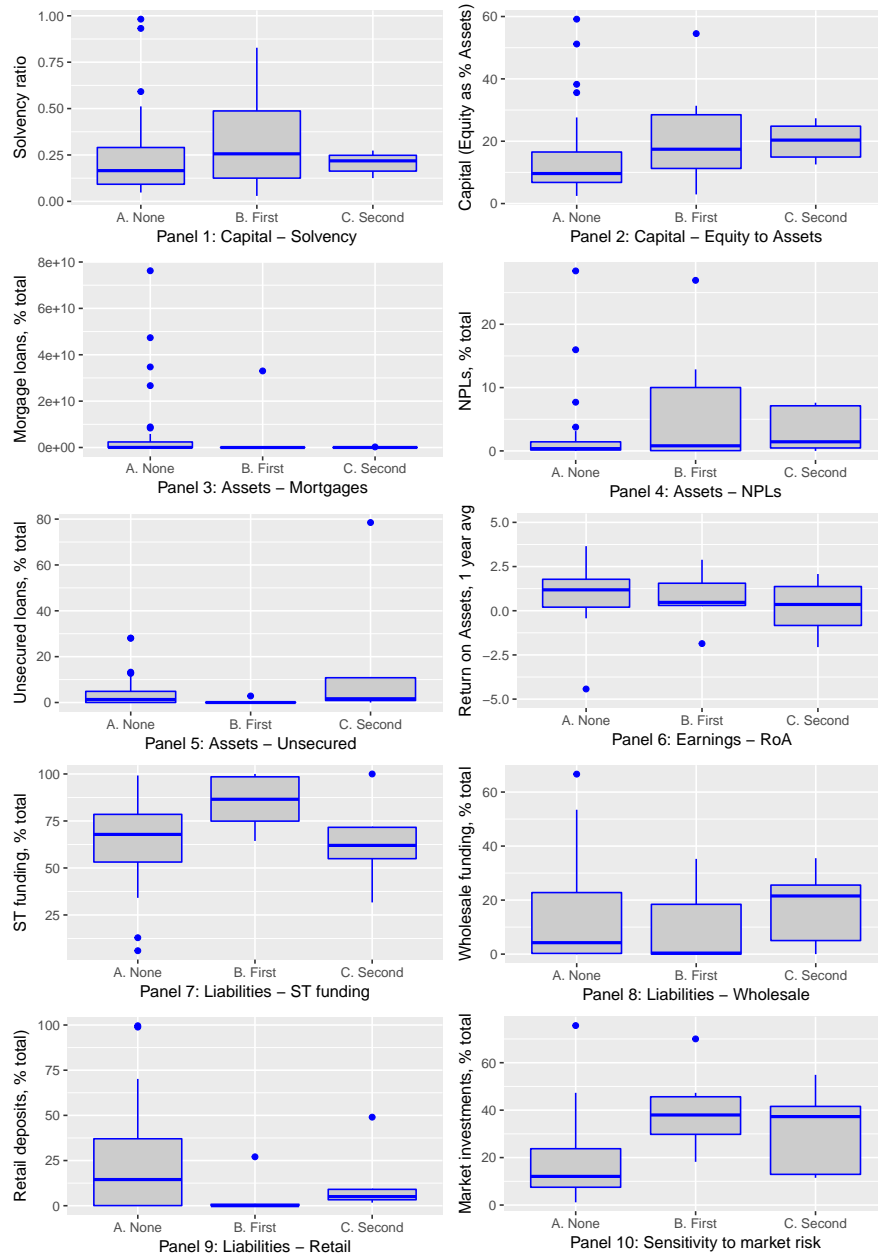 Solvency ratio
1.00
0.75
0.50
0.25
0.00
A. None B. First C. Second
Panel 1: Capital – Solvency
Capital (Equity as % Assets)
60
40
20
0
A. None B. First C. Second
Panel 2: Capital – Equity to Assets
Morgage loans, % total
8e+10
6e+10
4e+10
2e+10
0e+00
A. None B. First C. Second
Panel 3: Assets – Mortgages
NPLs, % total
20
10
0
A. None B. First C. Second
Panel 4: Assets – NPLs
Unsecured loans, % total
80
60
40
20
0
A. None B. First C. Second
Panel 5: Assets – Unsecured
Return on Assets, 1 year avg
5.0
2.5
0.0
−2.5
−5.0
A. None B. First C. Second
Panel 6: Earnings – RoA
ST funding, % total
100
75
50
25
A. None B. First C. Second
Panel 7: Liabilities – ST funding
Wholesale funding, % total
60
40
20
0
A. None B. First C. Second
Panel 8: Liabilities – Wholesale
Retail deposits, % total)
100
75
50
25
0
A. None B. First C. Second
Panel 9: Liabilities – Retail
Market investments, % total
60
40
20
0
A. None B. First C. Second
Panel 10: Sensitivity to market risk